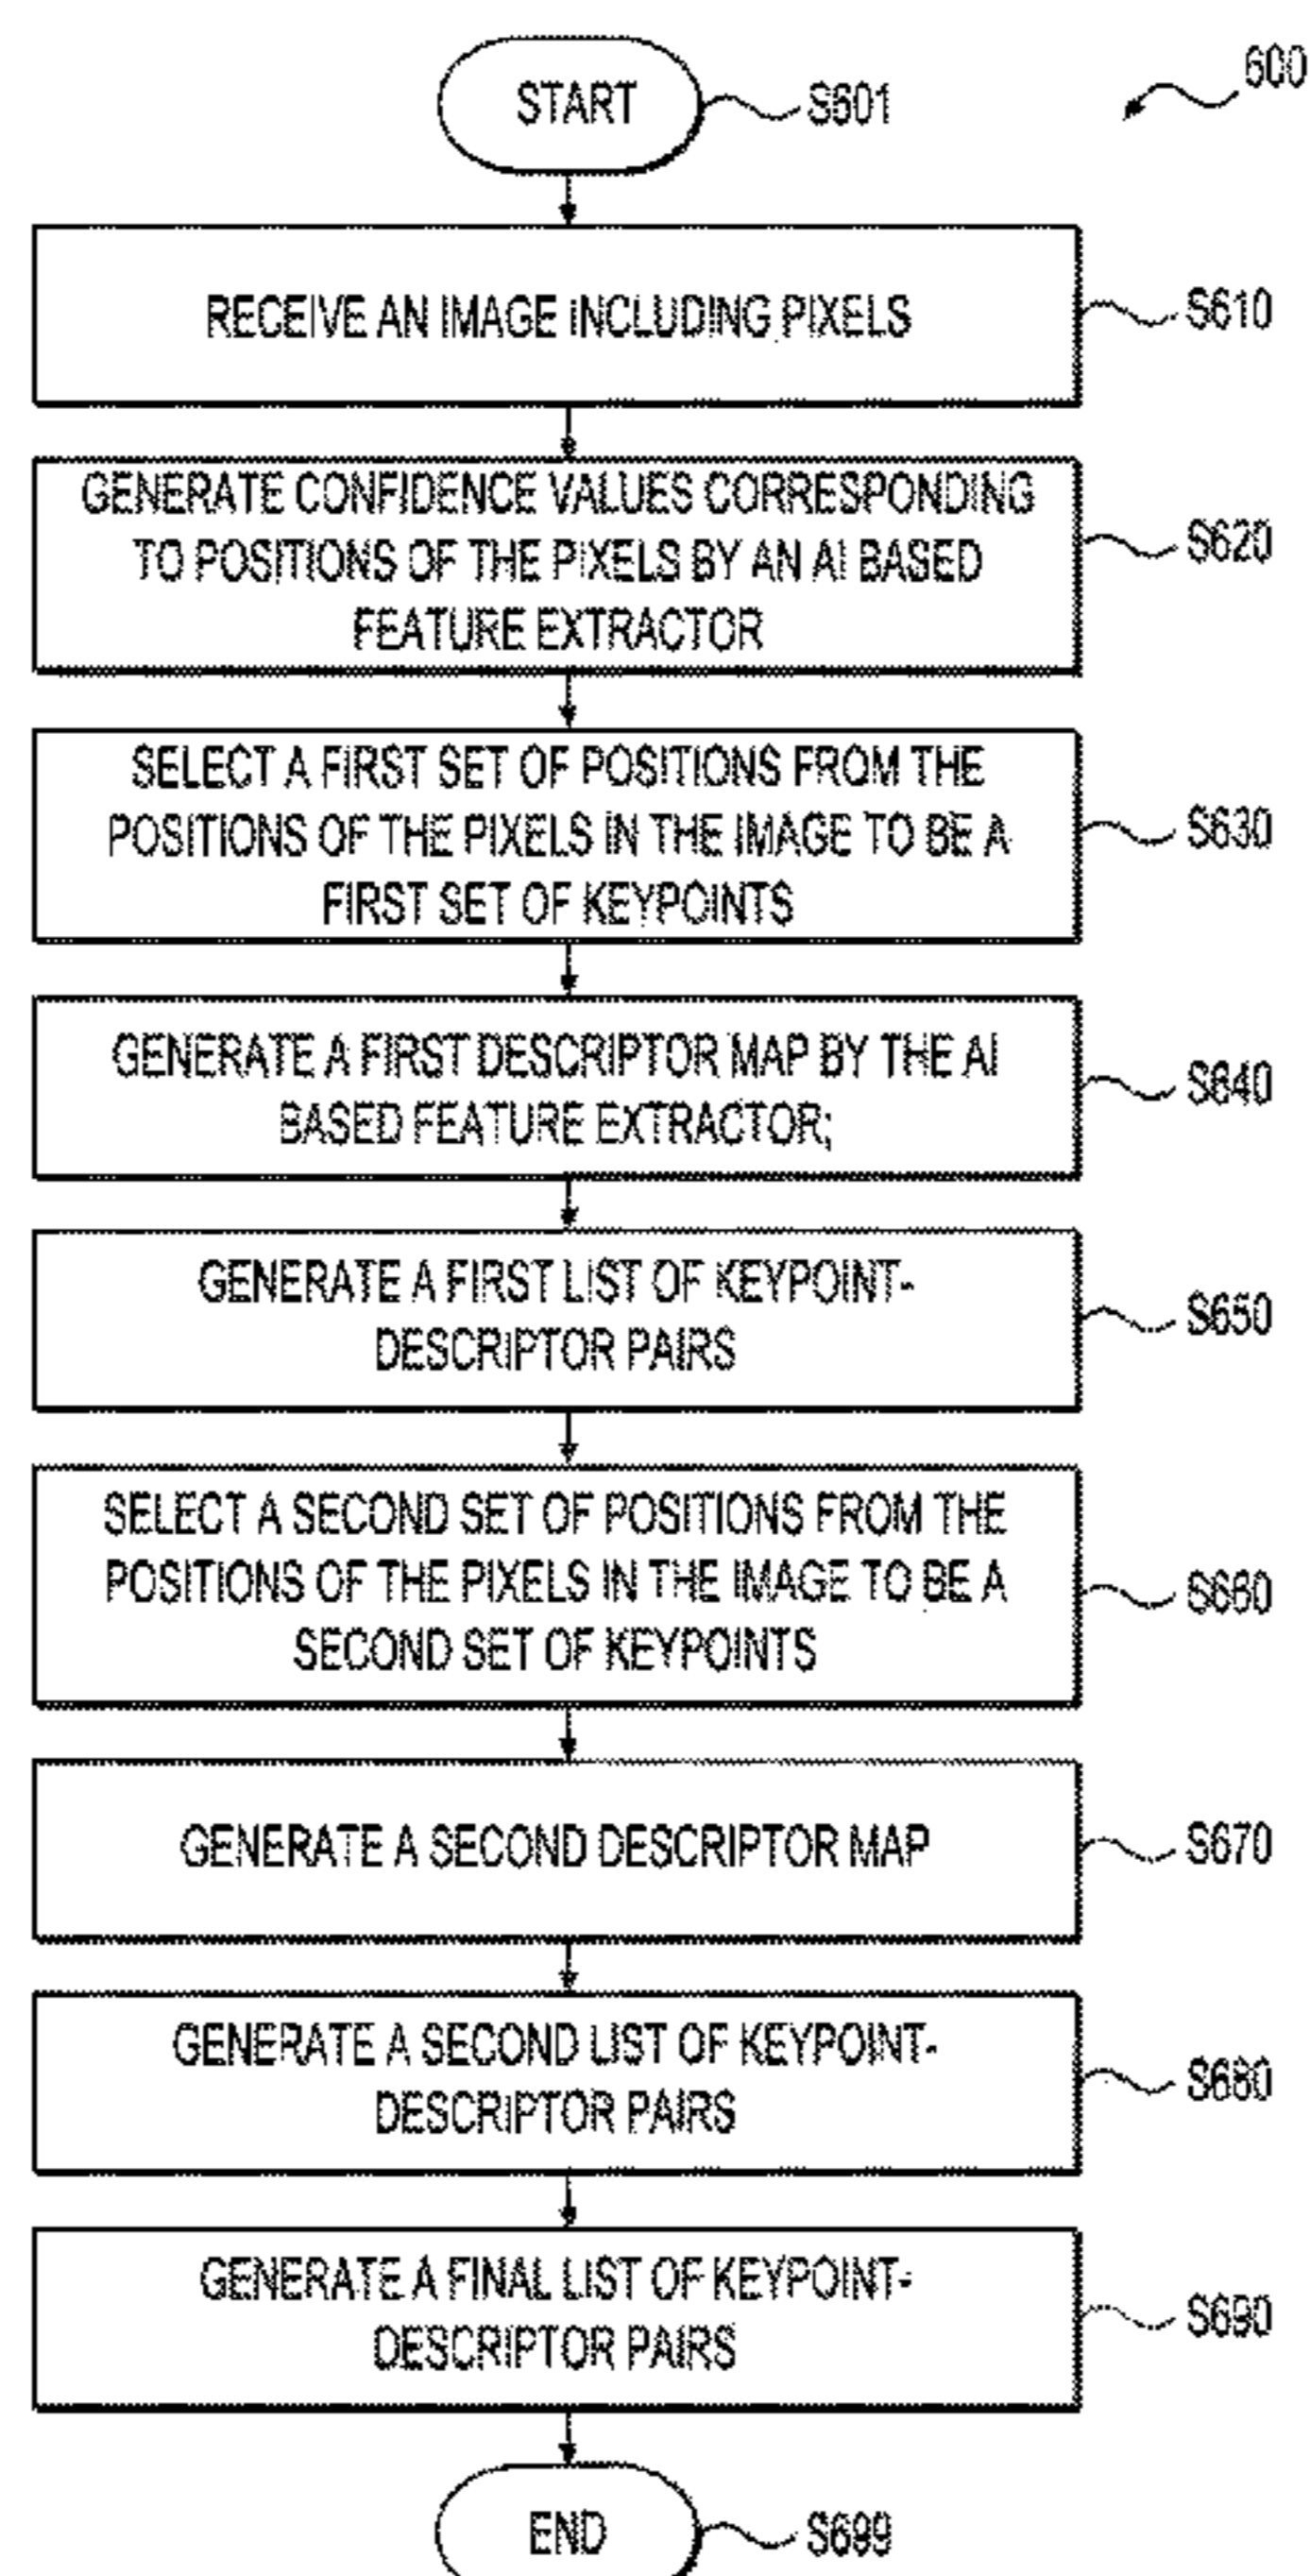 600
START
S601
RECEIVE AN IMAGE INCLUDING PIXELS
S610
GENERATE CONFIDENCE VALUES CORRESPONDING
TO POSITIONS OF THE PIXELS BY AN AI BASED
FEATURE EXTRACTOR
S620
SELECT A FIRST SET OF POSITIONS FROM THE
POSITIONS OF THE PIXELS IN THE IMAGE TO BE A
FIRST SET OF KEYPOINTS
S630
GENERATE A FIRST DESCRIPTOR MAP BY THE AI
BASED FEATURE EXTRACTOR;
S640
GENERATE A FIRST LIST OF KEYPOINT-
DESCRIPTOR PAIRS
S650
SELECT A SECOND SET OF POSITIONS FROM THE
POSITIONS OF THE PIXELS IN THE IMAGE TO BE A
SECOND SET OF KEYPOINTS
S660
GENERATE A SECOND DESCRIPTOR MAP
S670
GENERATE A SECOND LIST OF KEYPOINT-
DESCRIPTOR PAIRS
S680
GENERATE A FINAL LIST OF KEYPOINT-
DESCRIPTOR PAIRS
S690
END
S699